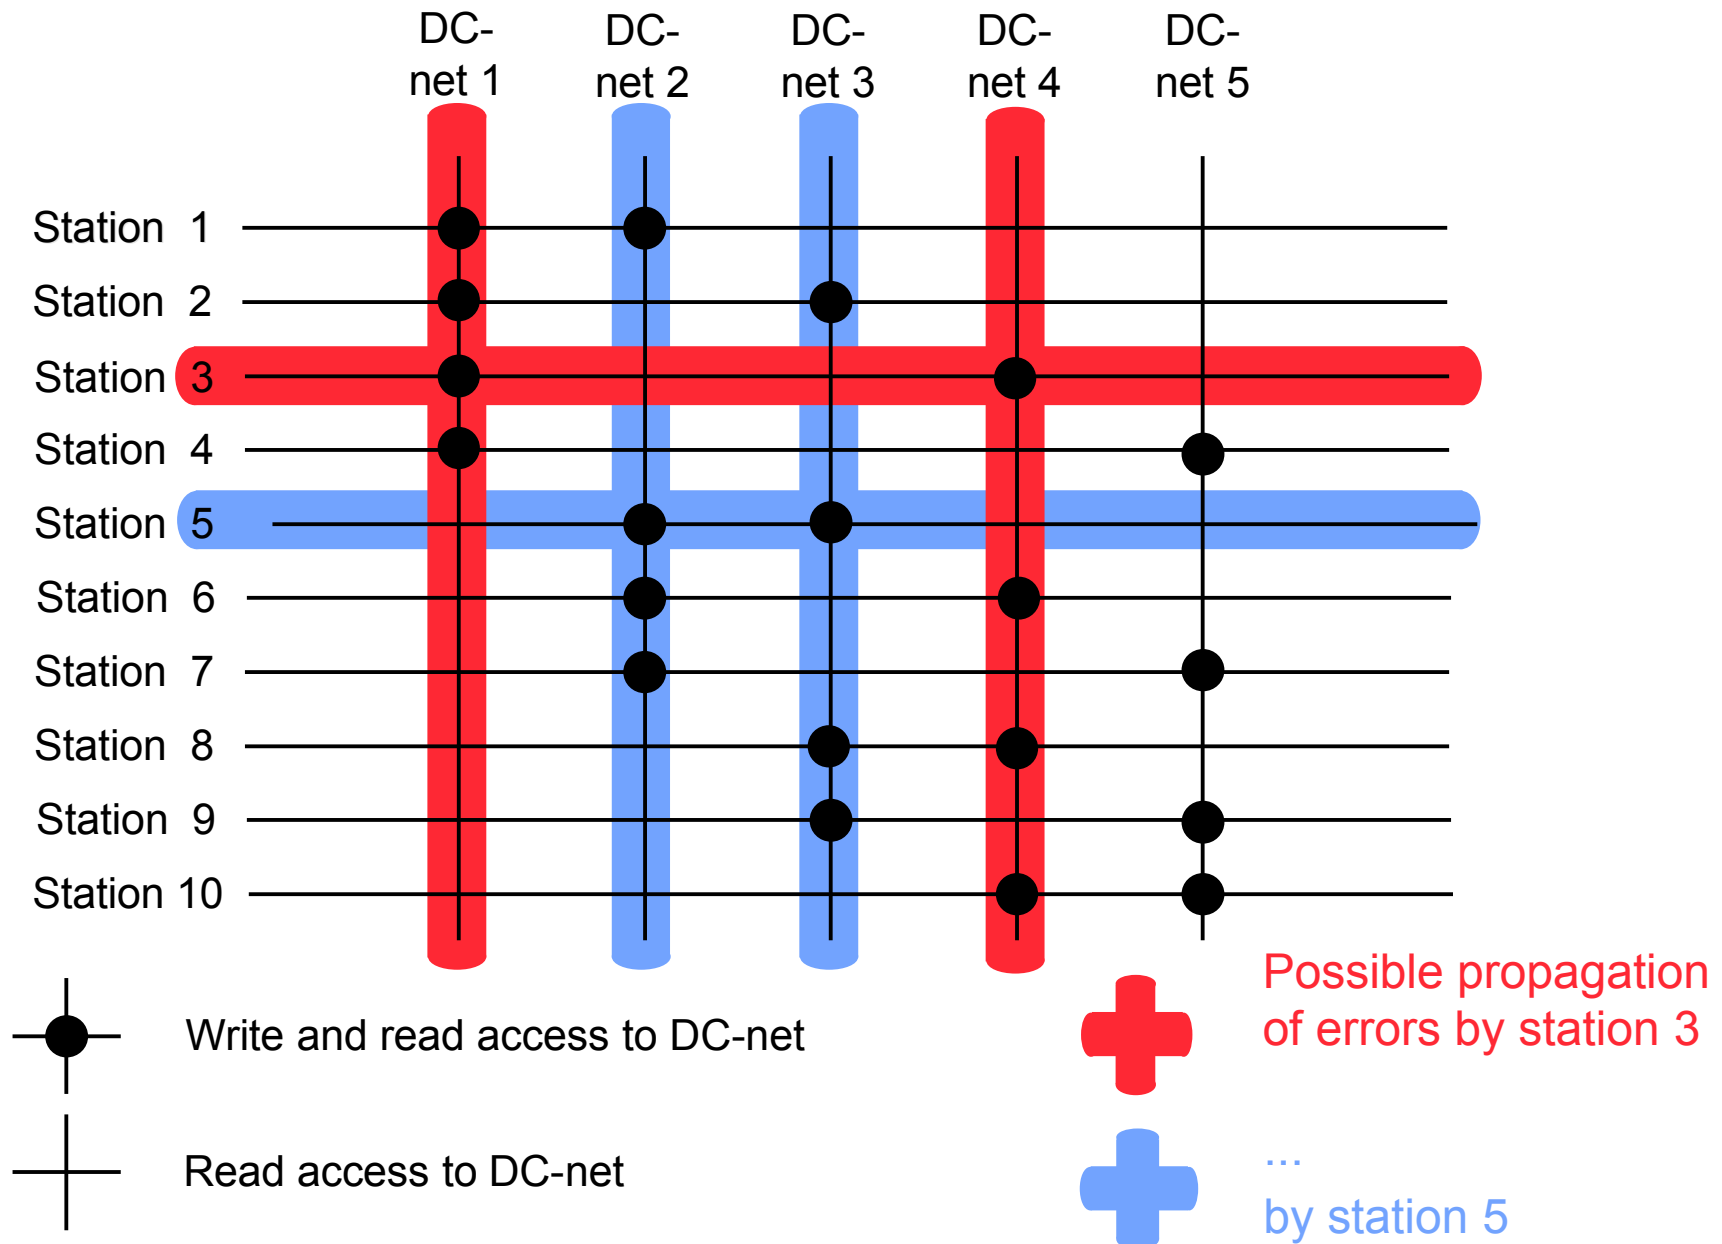 DC-
net 1
DC-
net 2
DC-
net 3
DC-
net 4
DC-
net 5
Station 1
Station 2
Station 3
Station 4
Station 5
Station 6
Station 7
Station 8
Station 9
Station 10
Write and read access to DC-net
Read access to DC-net
Possible propagation
of errors by station 3
...
by station 5